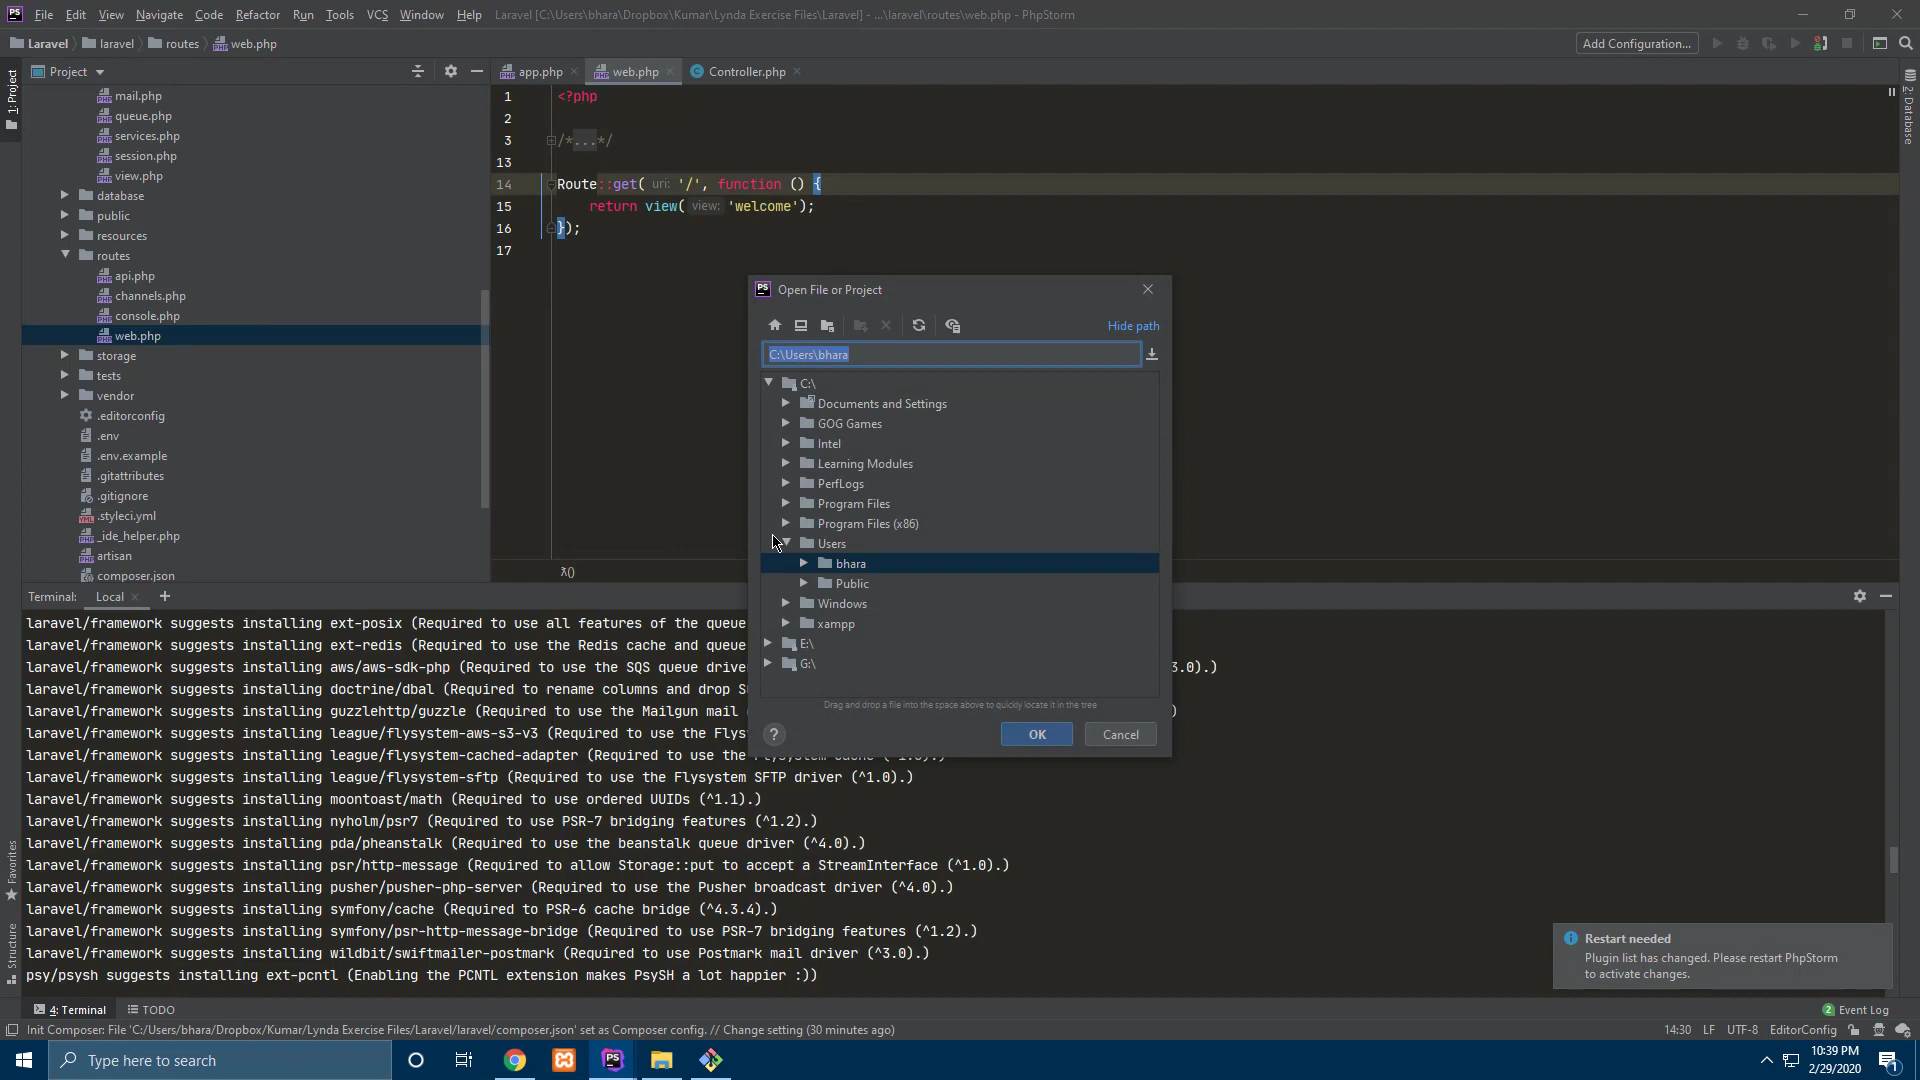 File Edit View Navigate Code Refactor Run Tools VCS Window Help Laravel [C:\Users\bhara\Dropbox\Kumar\Lynda Exercise Files\Laravel] - ...\laravel\routes\web.php - PhpStorm
Laravel laravel routes web.php Add Configuration...
Project
app.php web.php Controller.php
1: Project
2: Database
mail.php
queue.php
services.php
session.php
view.php
database
public
resources
routes
api.php
channels.php
console.php
web.php
storage
tests
vendor
.editorconfig
.env
.env.example
.gitattributes
.gitignore
.styleci.yml
_ide_helper.php
artisan
composer.json
1 <?php
2
3 /*...*/
13
14 Route::get( uri: '/', function () {
15 return view( view: 'welcome');
16 });
17
λ()
Open File or Project
Hide path
C:\Users\bhara
C:\
Documents and Settings
GOG Games
Intel
Learning Modules
PerfLogs
Program Files
Program Files (x86)
Users
bhara
Public
Windows
xampp
E:\
G:\
Drag and drop a file into the space above to quickly locate it in the tree
? OK Cancel
Terminal: Local +
laravel/framework suggests installing ext-posix (Required to use all features of the queue
laravel/framework suggests installing ext-redis (Required to use the Redis cache and queue
laravel/framework suggests installing aws/aws-sdk-php (Required to use the SQS queue driver 3.0).)
laravel/framework suggests installing doctrine/dbal (Required to rename columns and drop S
laravel/framework suggests installing guzzlehttp/guzzle (Required to use the Mailgun mail )
laravel/framework suggests installing league/flysystem-aws-s3-v3 (Required to use the Flys
laravel/framework suggests installing league/flysystem-cached-adapter (Required to use the Flysystem cache (^1.0).)
laravel/framework suggests installing league/flysystem-sftp (Required to use the Flysystem SFTP driver (^1.0).)
laravel/framework suggests installing moontoast/math (Required to use ordered UUIDs (^1.1).)
laravel/framework suggests installing nyholm/psr7 (Required to use PSR-7 bridging features (^1.2).)
laravel/framework suggests installing pda/pheanstalk (Required to use the beanstalk queue driver (^4.0).)
laravel/framework suggests installing psr/http-message (Required to allow Storage::put to accept a StreamInterface (^1.0).)
laravel/framework suggests installing pusher/pusher-php-server (Required to use the Pusher broadcast driver (^4.0).)
laravel/framework suggests installing symfony/cache (Required to PSR-6 cache bridge (^4.3.4).)
laravel/framework suggests installing symfony/psr-http-message-bridge (Required to use PSR-7 bridging features (^1.2).)
laravel/framework suggests installing wildbit/swiftmailer-postmark (Required to use Postmark mail driver (^3.0).)
psy/psysh suggests installing ext-pcntl (Enabling the PCNTL extension makes PsySH a lot happier :))
Favorites
Structure
Restart needed
Plugin list has changed. Please restart PhpStorm
to activate changes.
4: Terminal TODO 2 Event Log
Init Composer: File 'C:/Users/bhara/Dropbox/Kumar/Lynda Exercise Files/Laravel/laravel/composer.json' set as Composer config. // Change setting (30 minutes ago) 14:30 LF UTF-8 EditorConfig
Type here to search
PS
10:39 PM
2/29/2020
1